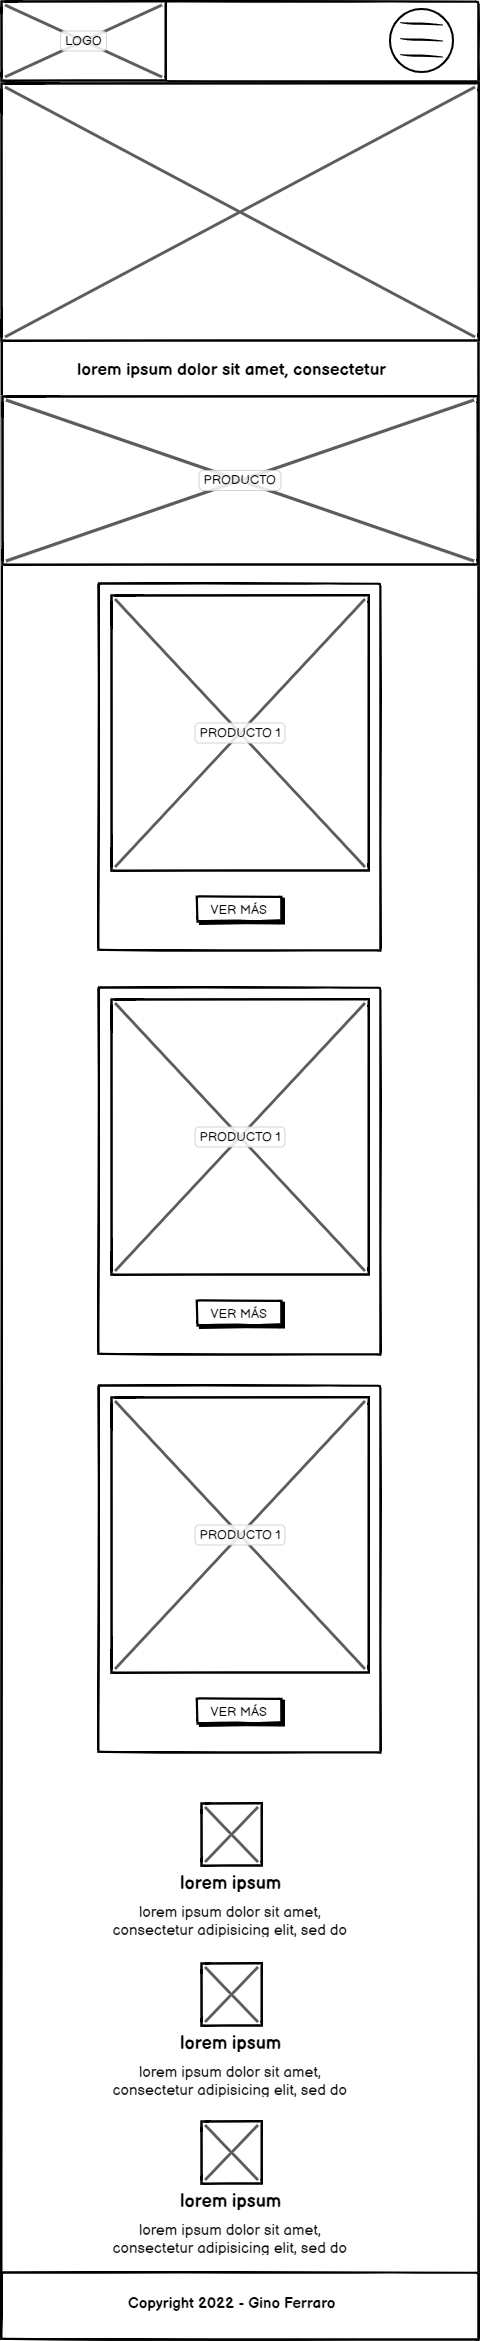 LOGO
lorem ipsum dolor sit amet, consectetur
PRODUCTO
PRODUCTO 1
VER MÁS
PRODUCTO 1
VER MÁS
PRODUCTO 1
VER MÁS
lorem ipsum
lorem ipsum dolor sit amet,
consectetur adipisicing elit, sed do
lorem ipsum
lorem ipsum dolor sit amet,
consectetur adipisicing elit, sed do
lorem ipsum
lorem ipsum dolor sit amet,
consectetur adipisicing elit, sed do
Copyright 2022 - Gino Ferraro